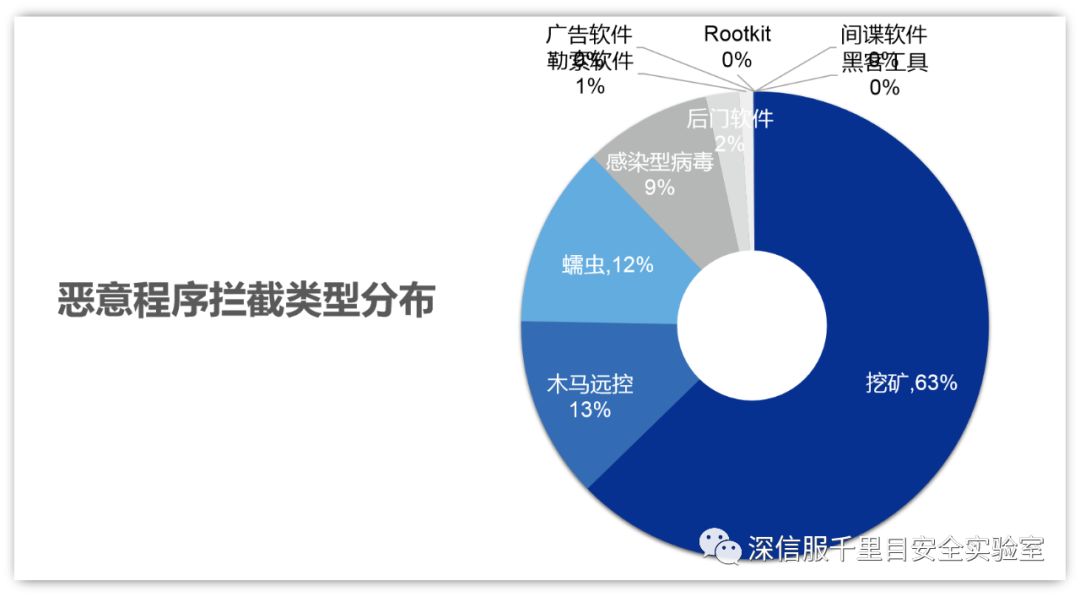 恶意程序拦截类型分布
广告软件
0%
勒索软件
1%
Rootkit
0%
间谍软件
0%
黑客工具
0%
后门软件
2%
感染型病毒
9%
蠕虫,12%
木马远控
13%
挖矿,63%
深信服千里目安全实验室